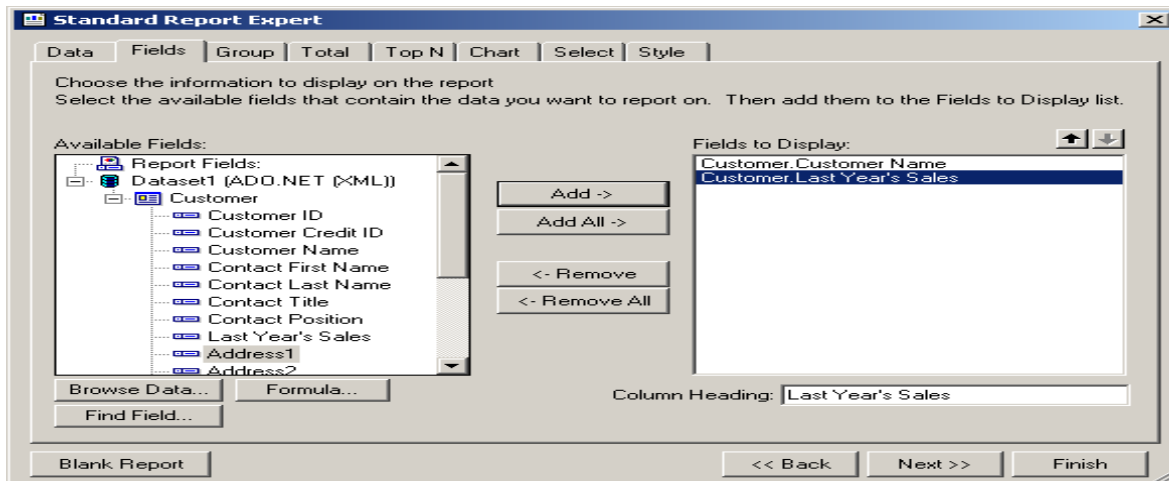 Standard Report Expert
Data Fields Group Total Top N Chart Select Style
Choose the information to display on the report
Select the available fields that contain the data you want to report on. Then add them to the Fields to Display list.
Available Fields:
Report Fields:
Dataset1 (ADO.NET (XML))
Customer
Customer ID
Customer Credit ID
Customer Name
Contact First Name
Contact Last Name
Contact Title
Contact Position
Last Year's Sales
Address1
Address2
Browse Data...
Formula...
Find Field...
Add ->
Add All ->
<- Remove
<- Remove All
Fields to Display:
Customer.Customer Name
Customer.Last Year's Sales
Column Heading: Last Year's Sales
Blank Report
<< Back
Next >>
Finish